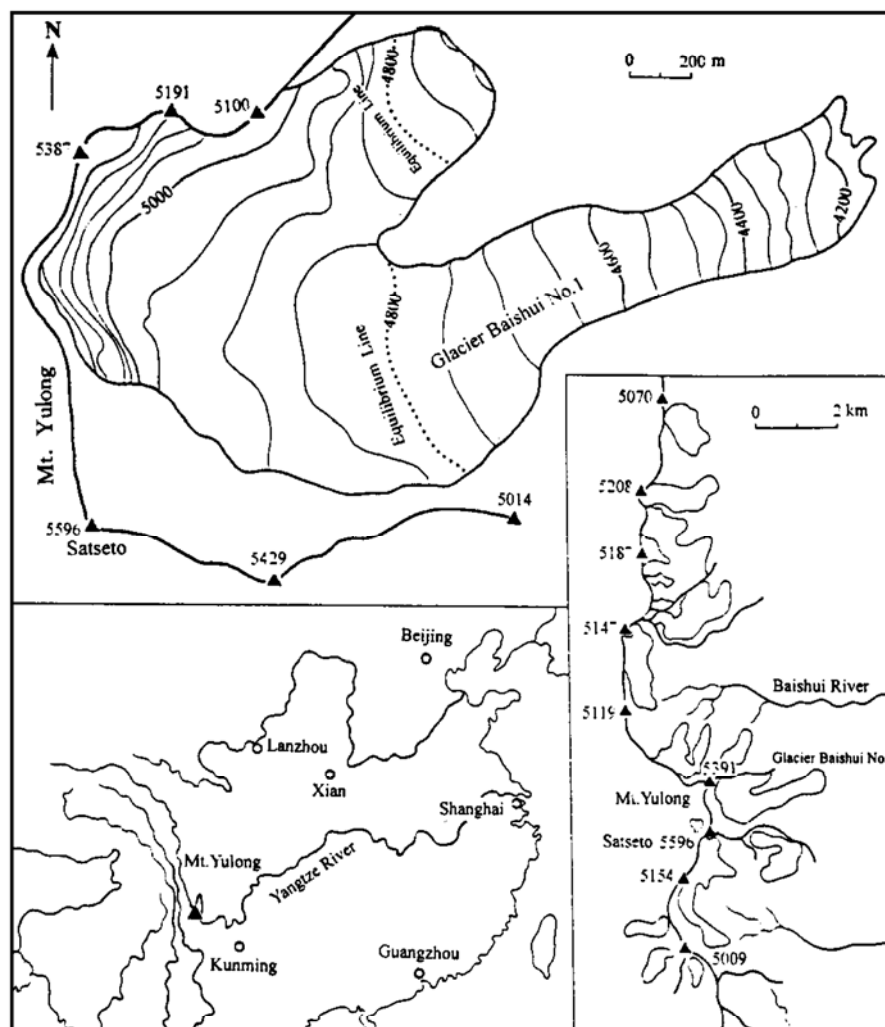 N
5191
5100
538
0 200 m
4800
Equilibrium Line
5000
4200
4400
4600
4800
Glacier Baishui No.1
Equilibrium Line
Mt. Yulong
5596
Satseto
5429
5014
5070
0 2 km
5208
518
514
Baishui River
5119
Glacier Baishui No
5391
Mt.Yulong
Satseto 5596
5154
5009
Beijing
Lanzhou
Xian
Shanghai
Mt.Yulong
Yangtze River
Kunming
Guangzhou